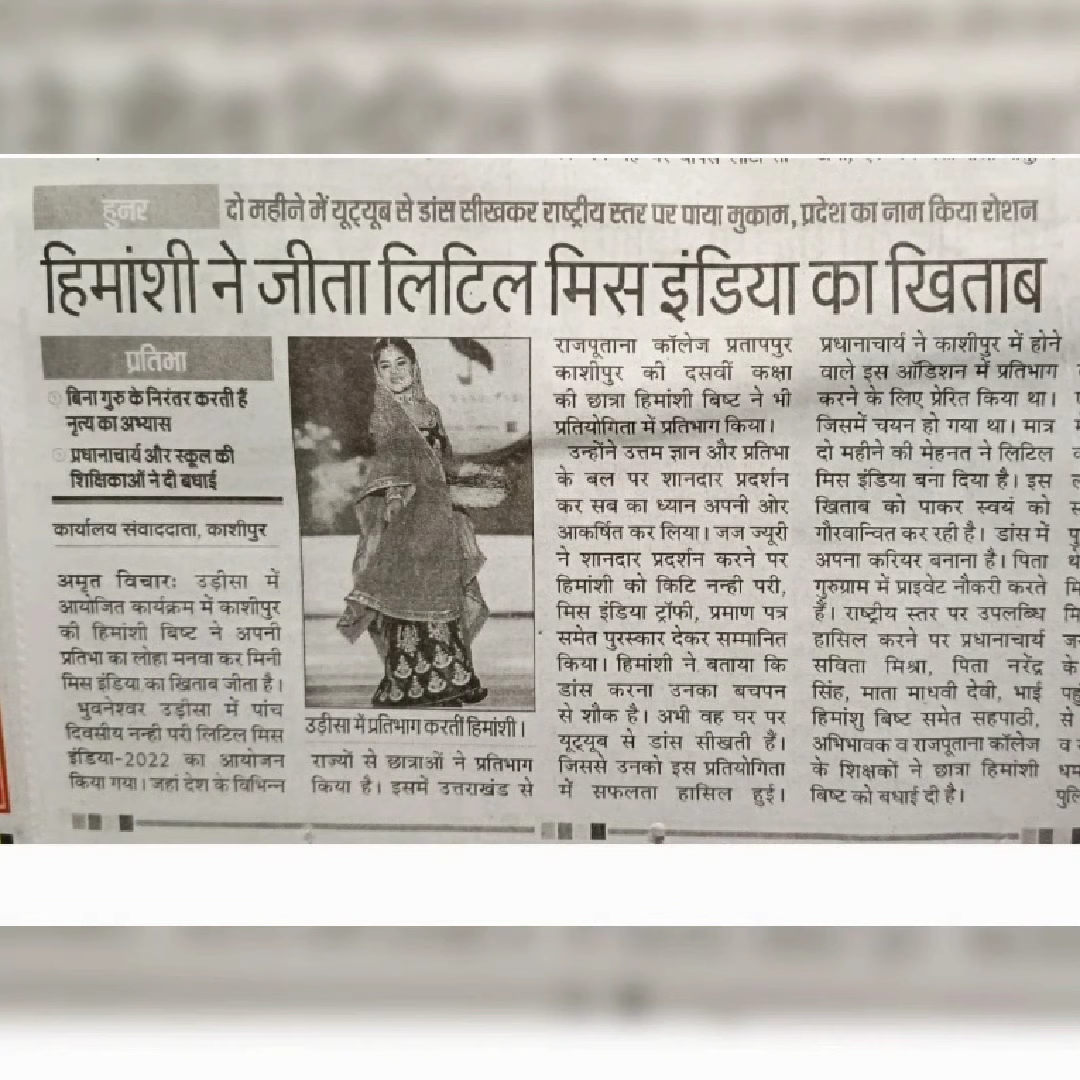 हुनर
दो महीने में यूट्यूब से डांस सीखकर राष्ट्रीय स्तर पर पाया मुकाम, प्रदेश का नाम किया रोशन
हिमांशी ने जीता लिटिल मिस इंडिया का खिताब
प्रतिभा
बिना गुरु के निरंतर करती हैं
नृत्य का अभ्यास
प्रधानाचार्य और स्कूल की
शिक्षिकाओं ने दी बधाई
कार्यालय संवाददाता, काशीपुर
अमृत विचारः उड़ीसा में
आयोजित कार्यक्रम में काशीपुर
की हिमांशी बिष्ट ने अपनी
प्रतिभा का लोहा मनवा कर मिनी
मिस इंडिया का खिताब जीता है।
भुवनेश्वर उड़ीसा में पांच
दिवसीय नन्ही परी लिटिल मिस
इंडिया-2022 का आयोजन
किया गया। जहां देश के विभिन्न
उड़ीसा में प्रतिभाग करतीं हिमांशी।
राज्यों से छात्राओं ने प्रतिभाग
किया है। इसमें उत्तराखंड से
राजपूताना कॉलेज प्रतापपुर
काशीपुर की दसवीं कक्षा
की छात्रा हिमांशी बिष्ट ने भी
प्रतियोगिता में प्रतिभाग किया।
उन्होंने उत्तम ज्ञान और प्रतिभा
के बल पर शानदार प्रदर्शन
कर सब का ध्यान अपनी ओर
आकर्षित कर लिया। जज ज्यूरी
ने शानदार प्रदर्शन करने पर
हिमांशी को किटि नन्ही परी,
मिस इंडिया ट्रॉफी, प्रमाण पत्र
समेत पुरस्कार देकर सम्मानित
किया। हिमांशी ने बताया कि
डांस करना उनका बचपन
से शौक है। अभी वह घर पर
यूट्यूब से डांस सीखती हैं।
जिससे उनको इस प्रतियोगिता
में सफलता हासिल हुई।
प्रधानाचार्य ने काशीपुर में होने
वाले इस ऑडिशन में प्रतिभाग
करने के लिए प्रेरित किया था।
जिसमें चयन हो गया था। मात्र
दो महीने की मेहनत ने लिटिल
मिस इंडिया बना दिया है। इस
खिताब को पाकर स्वयं को
गौरवान्वित कर रही है। डांस में
अपना करियर बनाना है। पिता
गुरुग्राम में प्राइवेट नौकरी करते
हैं। राष्ट्रीय स्तर पर उपलब्धि
हासिल करने पर प्रधानाचार्य
सविता मिश्रा, पिता नरेंद्र
सिंह, माता माधवी देवी, भाई
हिमांशु बिष्ट समेत सहपाठी,
अभिभावक व राजपूताना कॉलेज
के शिक्षकों ने छात्रा हिमांशी
बिष्ट को बधाई दी है।